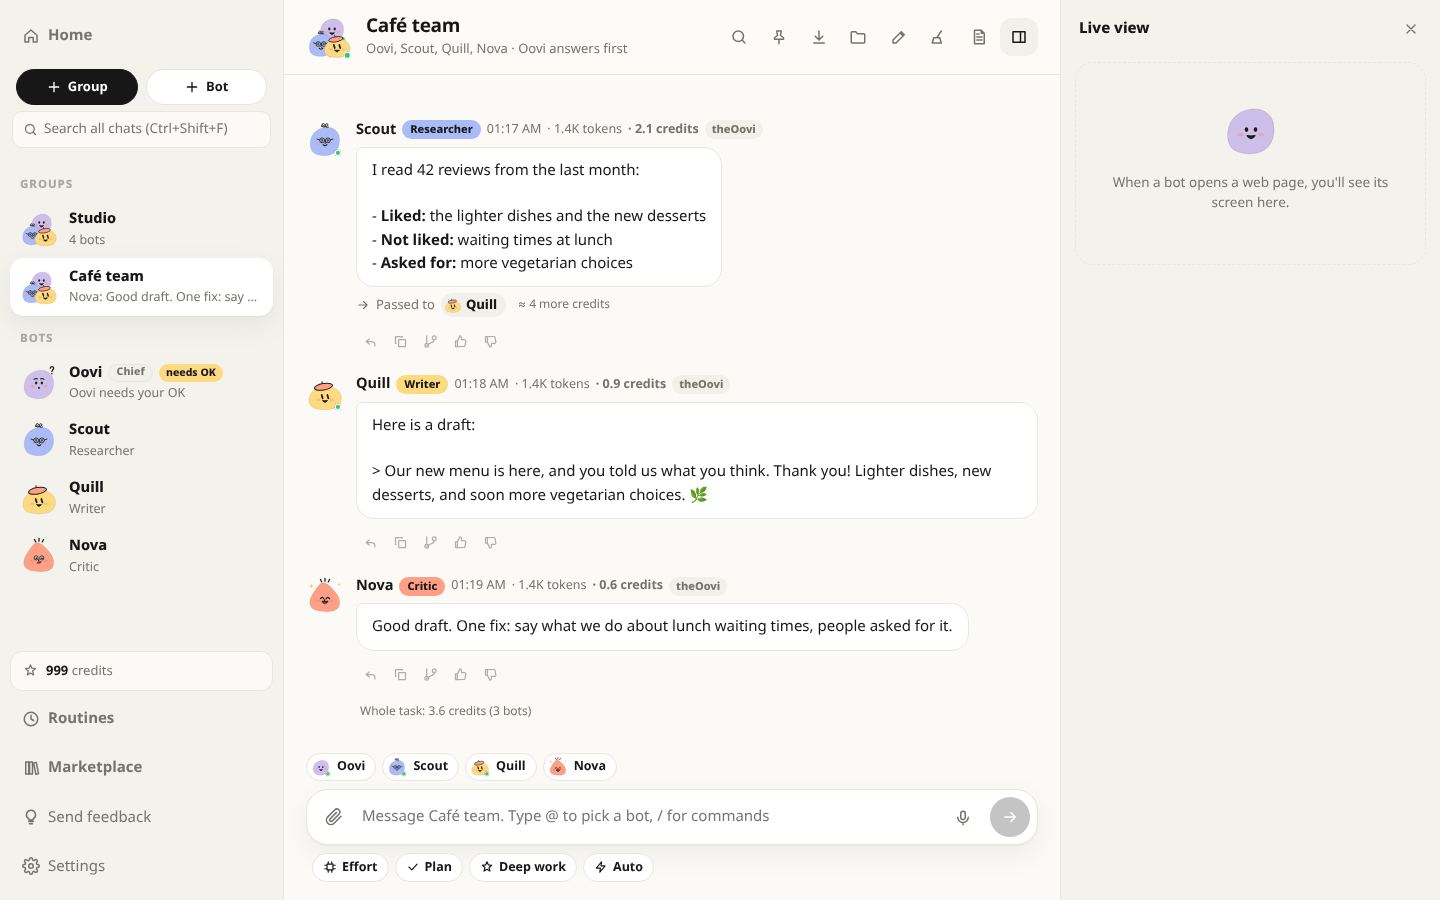 Home
Group
Bot
Search all chats (Ctrl+Shift+F)
GROUPS
Studio
4 bots
Café team
Nova: Good draft. One fix: say ...
BOTS
Oovi Chief needs OK
Oovi needs your OK
Scout
Researcher
Quill
Writer
Nova
Critic
999 credits
Routines
Marketplace
Send feedback
Settings
Café team
Oovi, Scout, Quill, Nova · Oovi answers first
Scout Researcher 01:17 AM · 1.4K tokens · 2.1 credits theOovi
I read 42 reviews from the last month:
- Liked: the lighter dishes and the new desserts
- Not liked: waiting times at lunch
- Asked for: more vegetarian choices
→ Passed to Quill ≈ 4 more credits
Quill Writer 01:18 AM · 1.4K tokens · 0.9 credits theOovi
Here is a draft:
> Our new menu is here, and you told us what you think. Thank you! Lighter dishes, new
desserts, and soon more vegetarian choices. 🌿
Nova Critic 01:19 AM · 1.4K tokens · 0.6 credits theOovi
Good draft. One fix: say what we do about lunch waiting times, people asked for it.
Whole task: 3.6 credits (3 bots)
Oovi Scout Quill Nova
Message Café team. Type @ to pick a bot, / for commands
Effort Plan Deep work Auto
Live view
When a bot opens a web page, you'll see its
screen here.